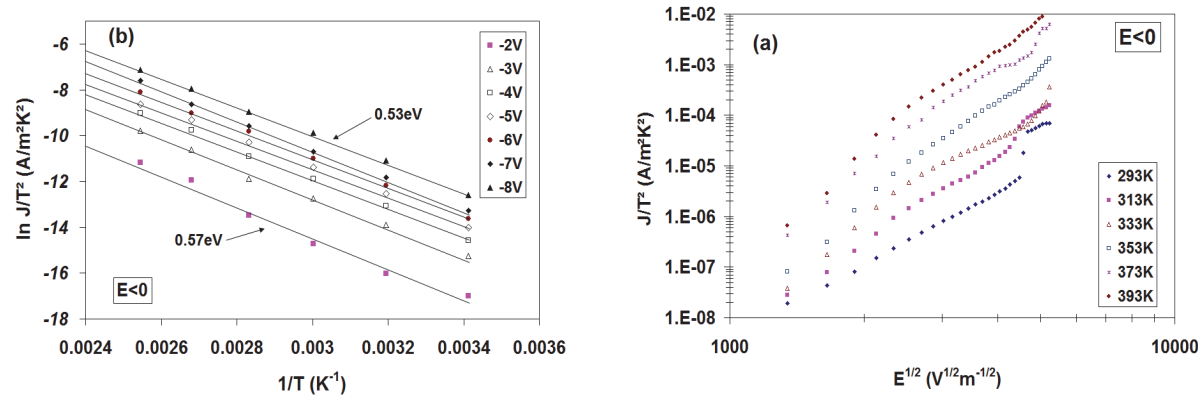 (b)
-6
-8
-10
-12
-14
-16
-18
ln J/T² (A/m²K²)
0.0024
0.0026
0.0028
0.003
0.0032
0.0034
0.0036
1/T (K⁻¹)
0.53eV
0.57eV
E<0
-2V
-3V
-4V
-5V
-6V
-7V
-8V
(a)
E<0
1.E-02
1.E-03
1.E-04
1.E-05
1.E-06
1.E-07
1.E-08
J/T² (A/m²K²)
1000
10000
E¹/² (V¹/²m⁻¹/²)
293K
313K
333K
353K
373K
393K